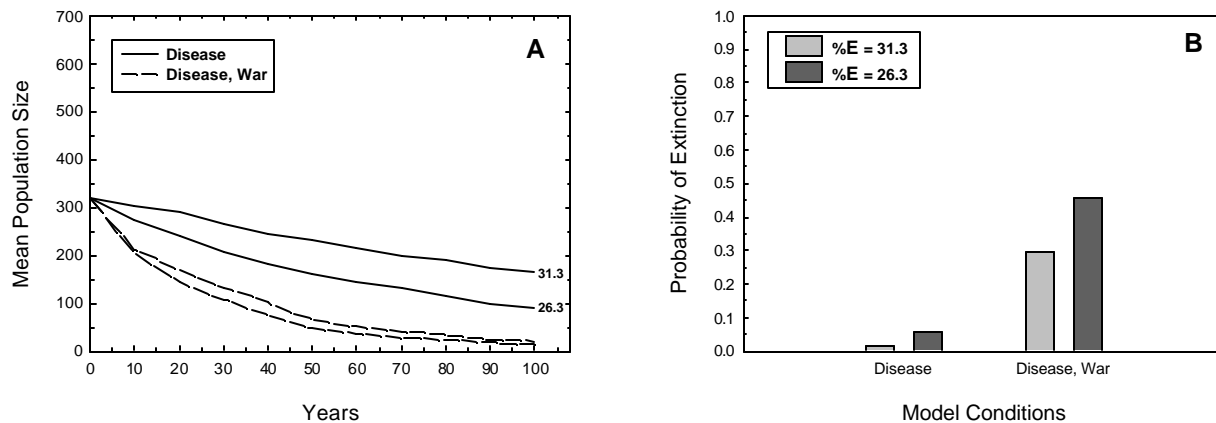 A
Mean Population Size
700
600
500
400
300
200
100
0
Disease
Disease, War
31.3
26.3
0 10 20 30 40 50 60 70 80 90 100
Years
B
Probability of Extinction
1.0
0.9
0.8
0.7
0.6
0.5
0.4
0.3
0.2
0.1
0.0
%E = 31.3
%E = 26.3
Disease Disease, War
Model Conditions